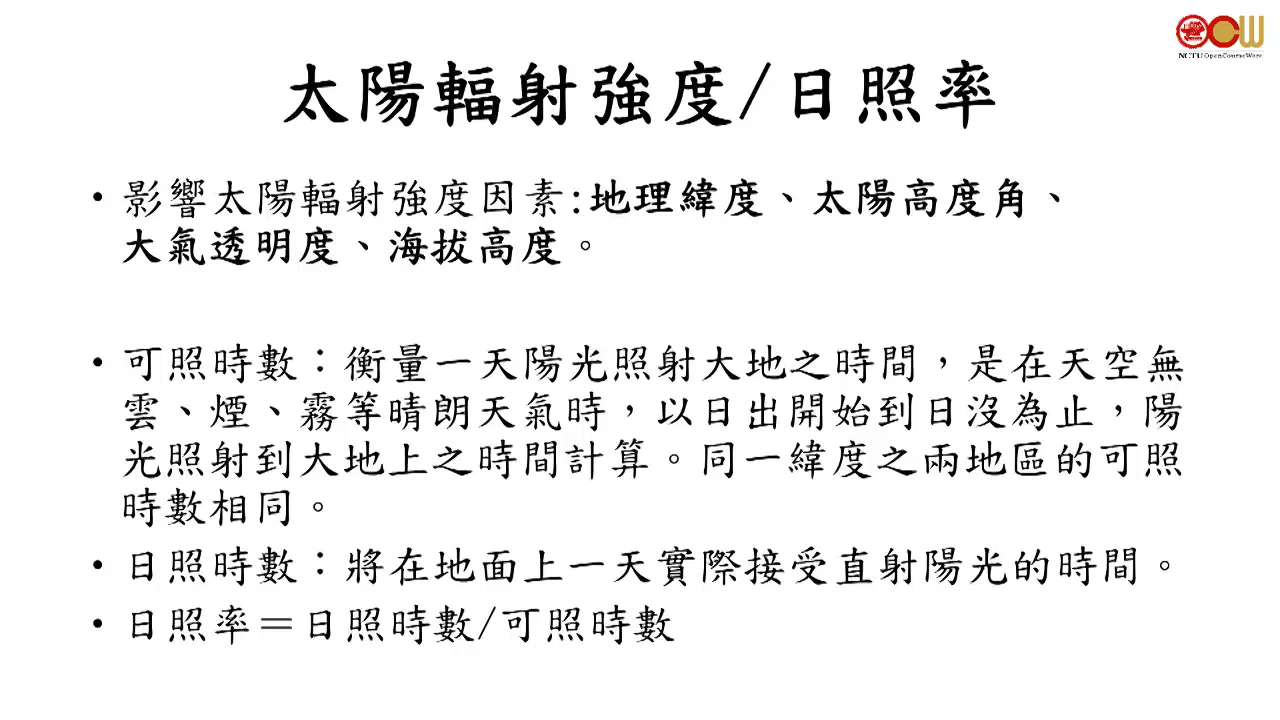 OCW
NCTU OpenCourseWare
太陽輻射強度/日照率
• 影響太陽輻射強度因素:地理緯度、太陽高度角、
大氣透明度、海拔高度。
• 可照時數：衡量一天陽光照射大地之時間，是在天空無
雲、煙、霧等晴朗天氣時，以日出開始到日沒為止，陽
光照射到大地上之時間計算。同一緯度之兩地區的可照
時數相同。
• 日照時數：將在地面上一天實際接受直射陽光的時間。
• 日照率＝日照時數/可照時數